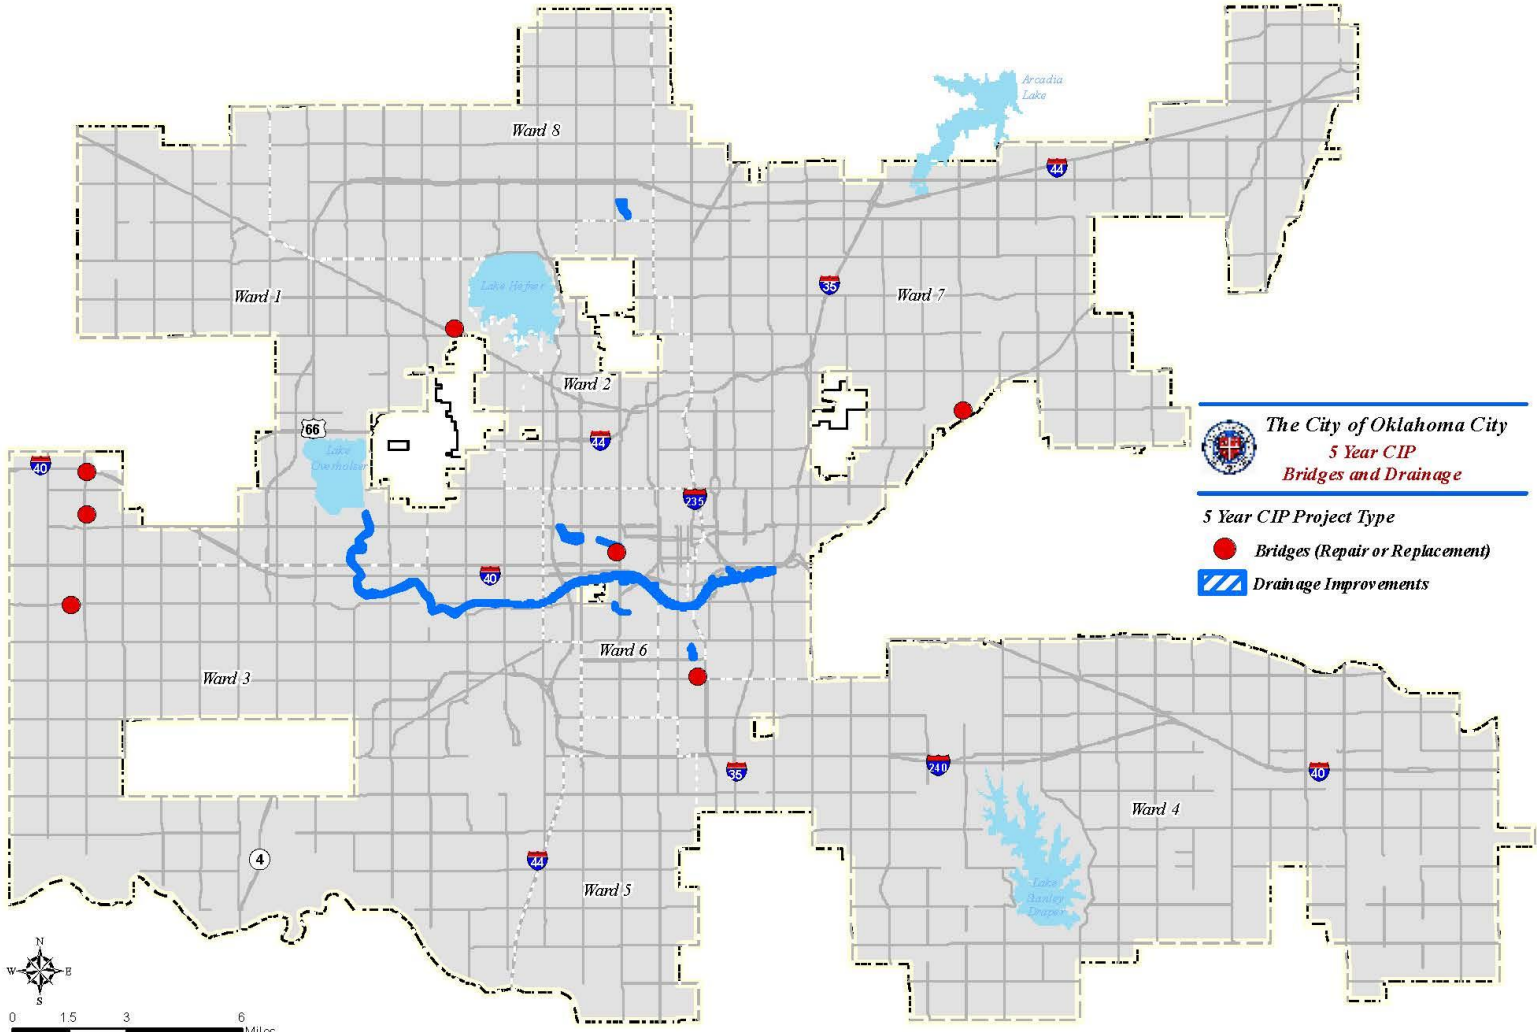 Arcadia
Lake
Ward 8
44
Lake Hefner
35
Ward 7
Ward 1
Ward 2
66
44
Lake
Overholser
40
235
The City of Oklahoma City
5 Year CIP
Bridges and Drainage
5 Year CIP Project Type
Bridges (Repair or Replacement)
Drainage Improvements
40
Ward 6
Ward 3
35
240
40
Ward 4
4
44
Ward 5
Lake
Stanley
Draper
N
W E
S
0 1.5 3 6
Miles